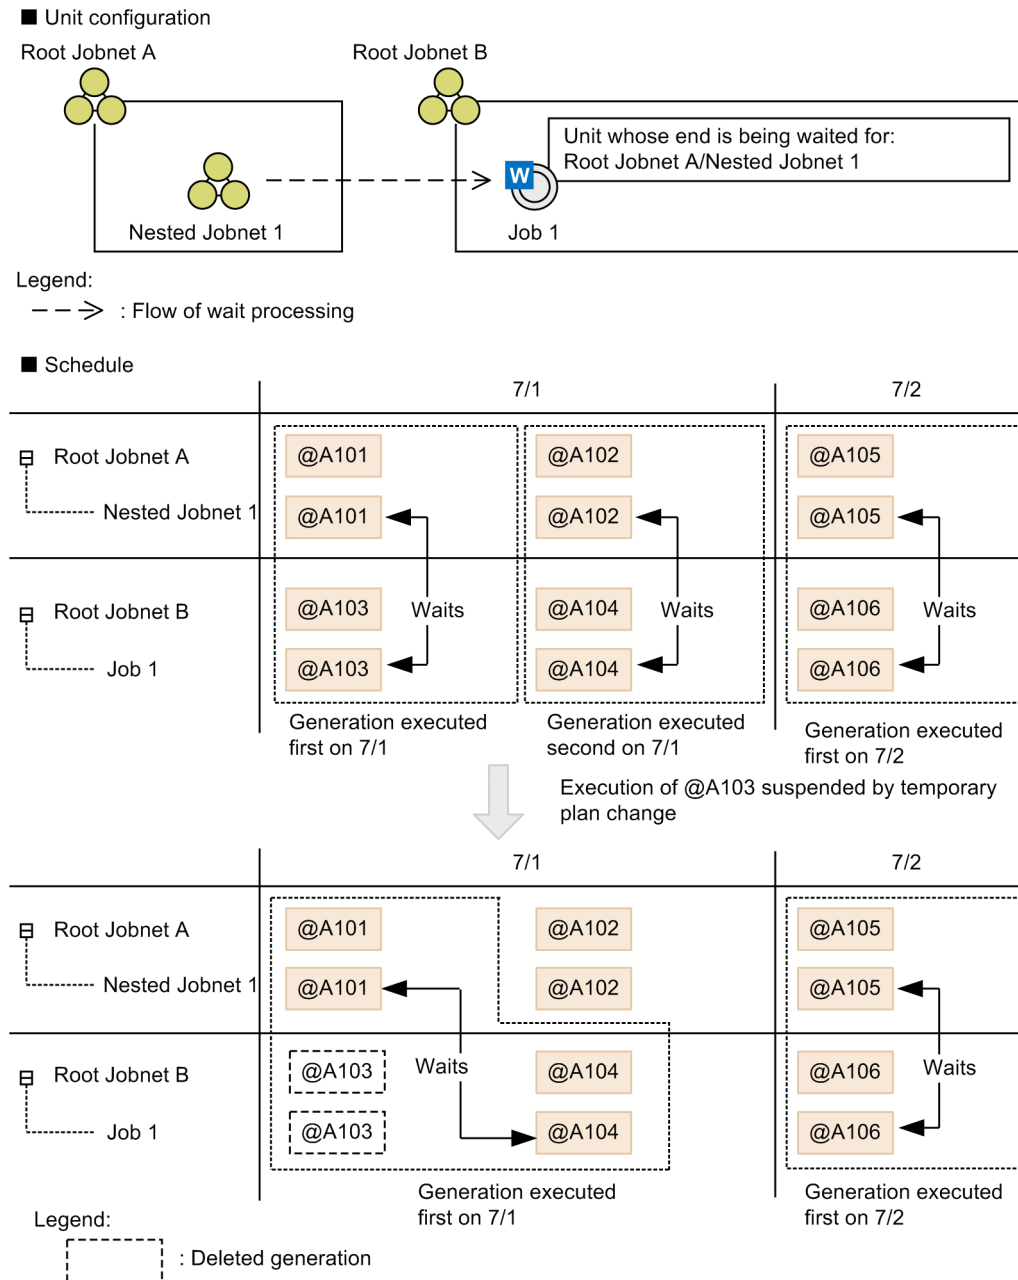 ■ Unit configuration
Root Jobnet A
Root Jobnet B
Unit whose end is being waited for:
Root Jobnet A/Nested Jobnet 1
W
Nested Jobnet 1
Job 1
Legend:
: Flow of wait processing
■ Schedule
7/1
7/2
Root Jobnet A
@A101
@A102
@A105
Nested Jobnet 1
@A101
@A102
@A105
Root Jobnet B
@A103
Waits
@A104
Waits
@A106
Waits
Job 1
@A103
@A104
@A106
Generation executed
first on 7/1
Generation executed
second on 7/1
Generation executed
first on 7/2
Execution of @A103 suspended by temporary
plan change
7/1
7/2
Root Jobnet A
@A101
@A102
@A105
Nested Jobnet 1
@A101
@A102
@A105
Root Jobnet B
@A103
Waits
@A104
@A106
Waits
Job 1
@A103
@A104
@A106
Generation executed
first on 7/1
Generation executed
first on 7/2
Legend:
: Deleted generation